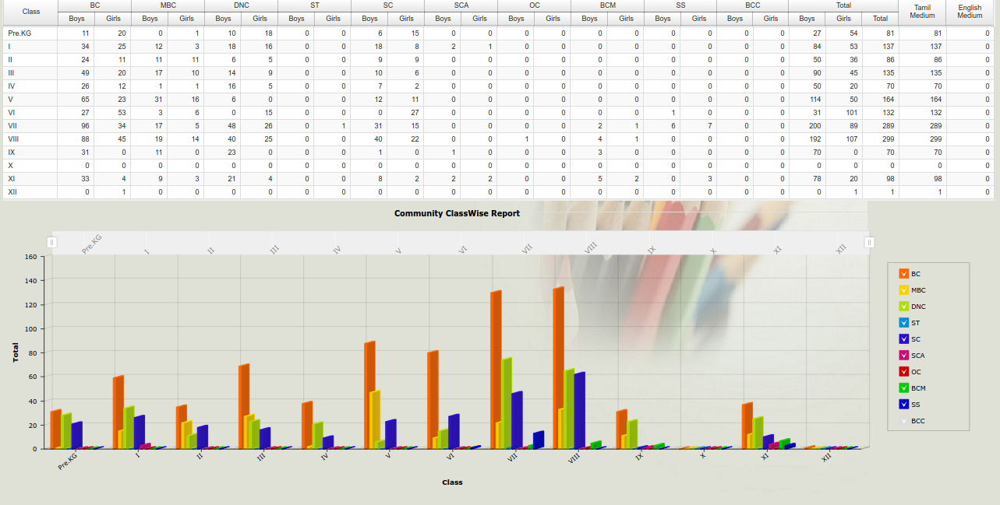 Class BC MBC DNC ST SC SCA OC BCM SS BCC Total Tamil Medium English Medium
Boys Girls Boys Girls Boys Girls Boys Girls Boys Girls Boys Girls Boys Girls Boys Girls Boys Girls Boys Girls Boys Girls Total
Pre.KG 11 20 0 1 10 18 0 0 6 15 0 0 0 0 0 0 0 0 0 0 27 54 81 81 0
I 34 25 12 3 18 16 0 0 18 8 2 1 0 0 0 0 0 0 0 0 84 53 137 137 0
II 24 11 11 11 6 5 0 0 9 9 0 0 0 0 0 0 0 0 0 0 50 36 86 86 0
III 49 20 17 10 14 9 0 0 10 6 0 0 0 0 0 0 0 0 0 0 90 45 135 135 0
IV 26 12 1 1 16 5 0 0 7 2 0 0 0 0 0 0 0 0 0 0 50 20 70 70 0
V 65 23 31 16 6 0 0 0 12 11 0 0 0 0 0 0 0 0 0 0 114 50 164 164 0
VI 27 53 3 6 0 15 0 0 0 27 0 0 0 0 0 0 1 0 0 0 31 101 132 132 0
VII 96 34 17 5 48 26 0 1 31 15 0 0 0 0 2 1 6 7 0 0 200 89 289 289 0
VIII 88 45 19 14 40 25 0 0 40 22 0 0 1 0 4 1 0 0 0 0 192 107 299 299 0
IX 31 0 11 0 23 0 0 0 1 0 1 0 0 0 3 0 0 0 0 0 70 0 70 70 0
X 0 0 0 0 0 0 0 0 0 0 0 0 0 0 0 0 0 0 0 0 0 0 0 0 0
XI 33 4 9 3 21 4 0 0 8 2 2 2 0 0 5 2 0 3 0 0 78 20 98 98 0
XII 0 1 0 0 0 0 0 0 0 0 0 0 0 0 0 0 0 0 0 0 0 1 1 1 0
Community ClassWise Report
Pre.KG I II III IV V VI VII VIII IX X XI XII
160
140
120
100
80
60
40
20
0
Total
Pre.KG I II III IV V VI VII VIII IX X XI XII
Class
BC
MBC
DNC
ST
SC
SCA
OC
BCM
SS
BCC